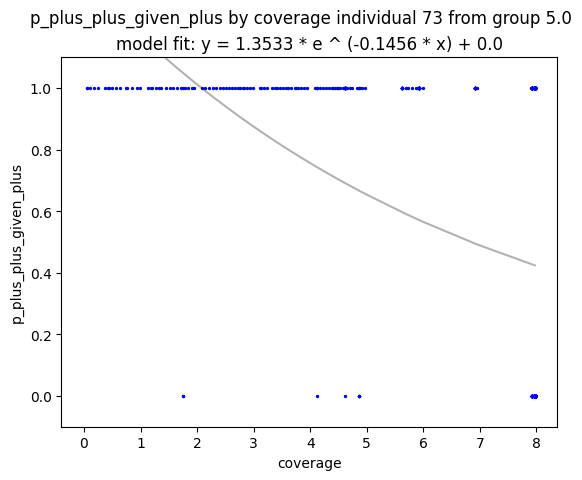 p_plus_plus_given_plus by coverage individual 73 from group 5.0
model fit: y = 1.3533 * e ^ (-0.1456 * x) + 0.0
1.0
0.8
0.6
0.4
0.2
0.0
p_plus_plus_given_plus
0 1 2 3 4 5 6 7 8
coverage